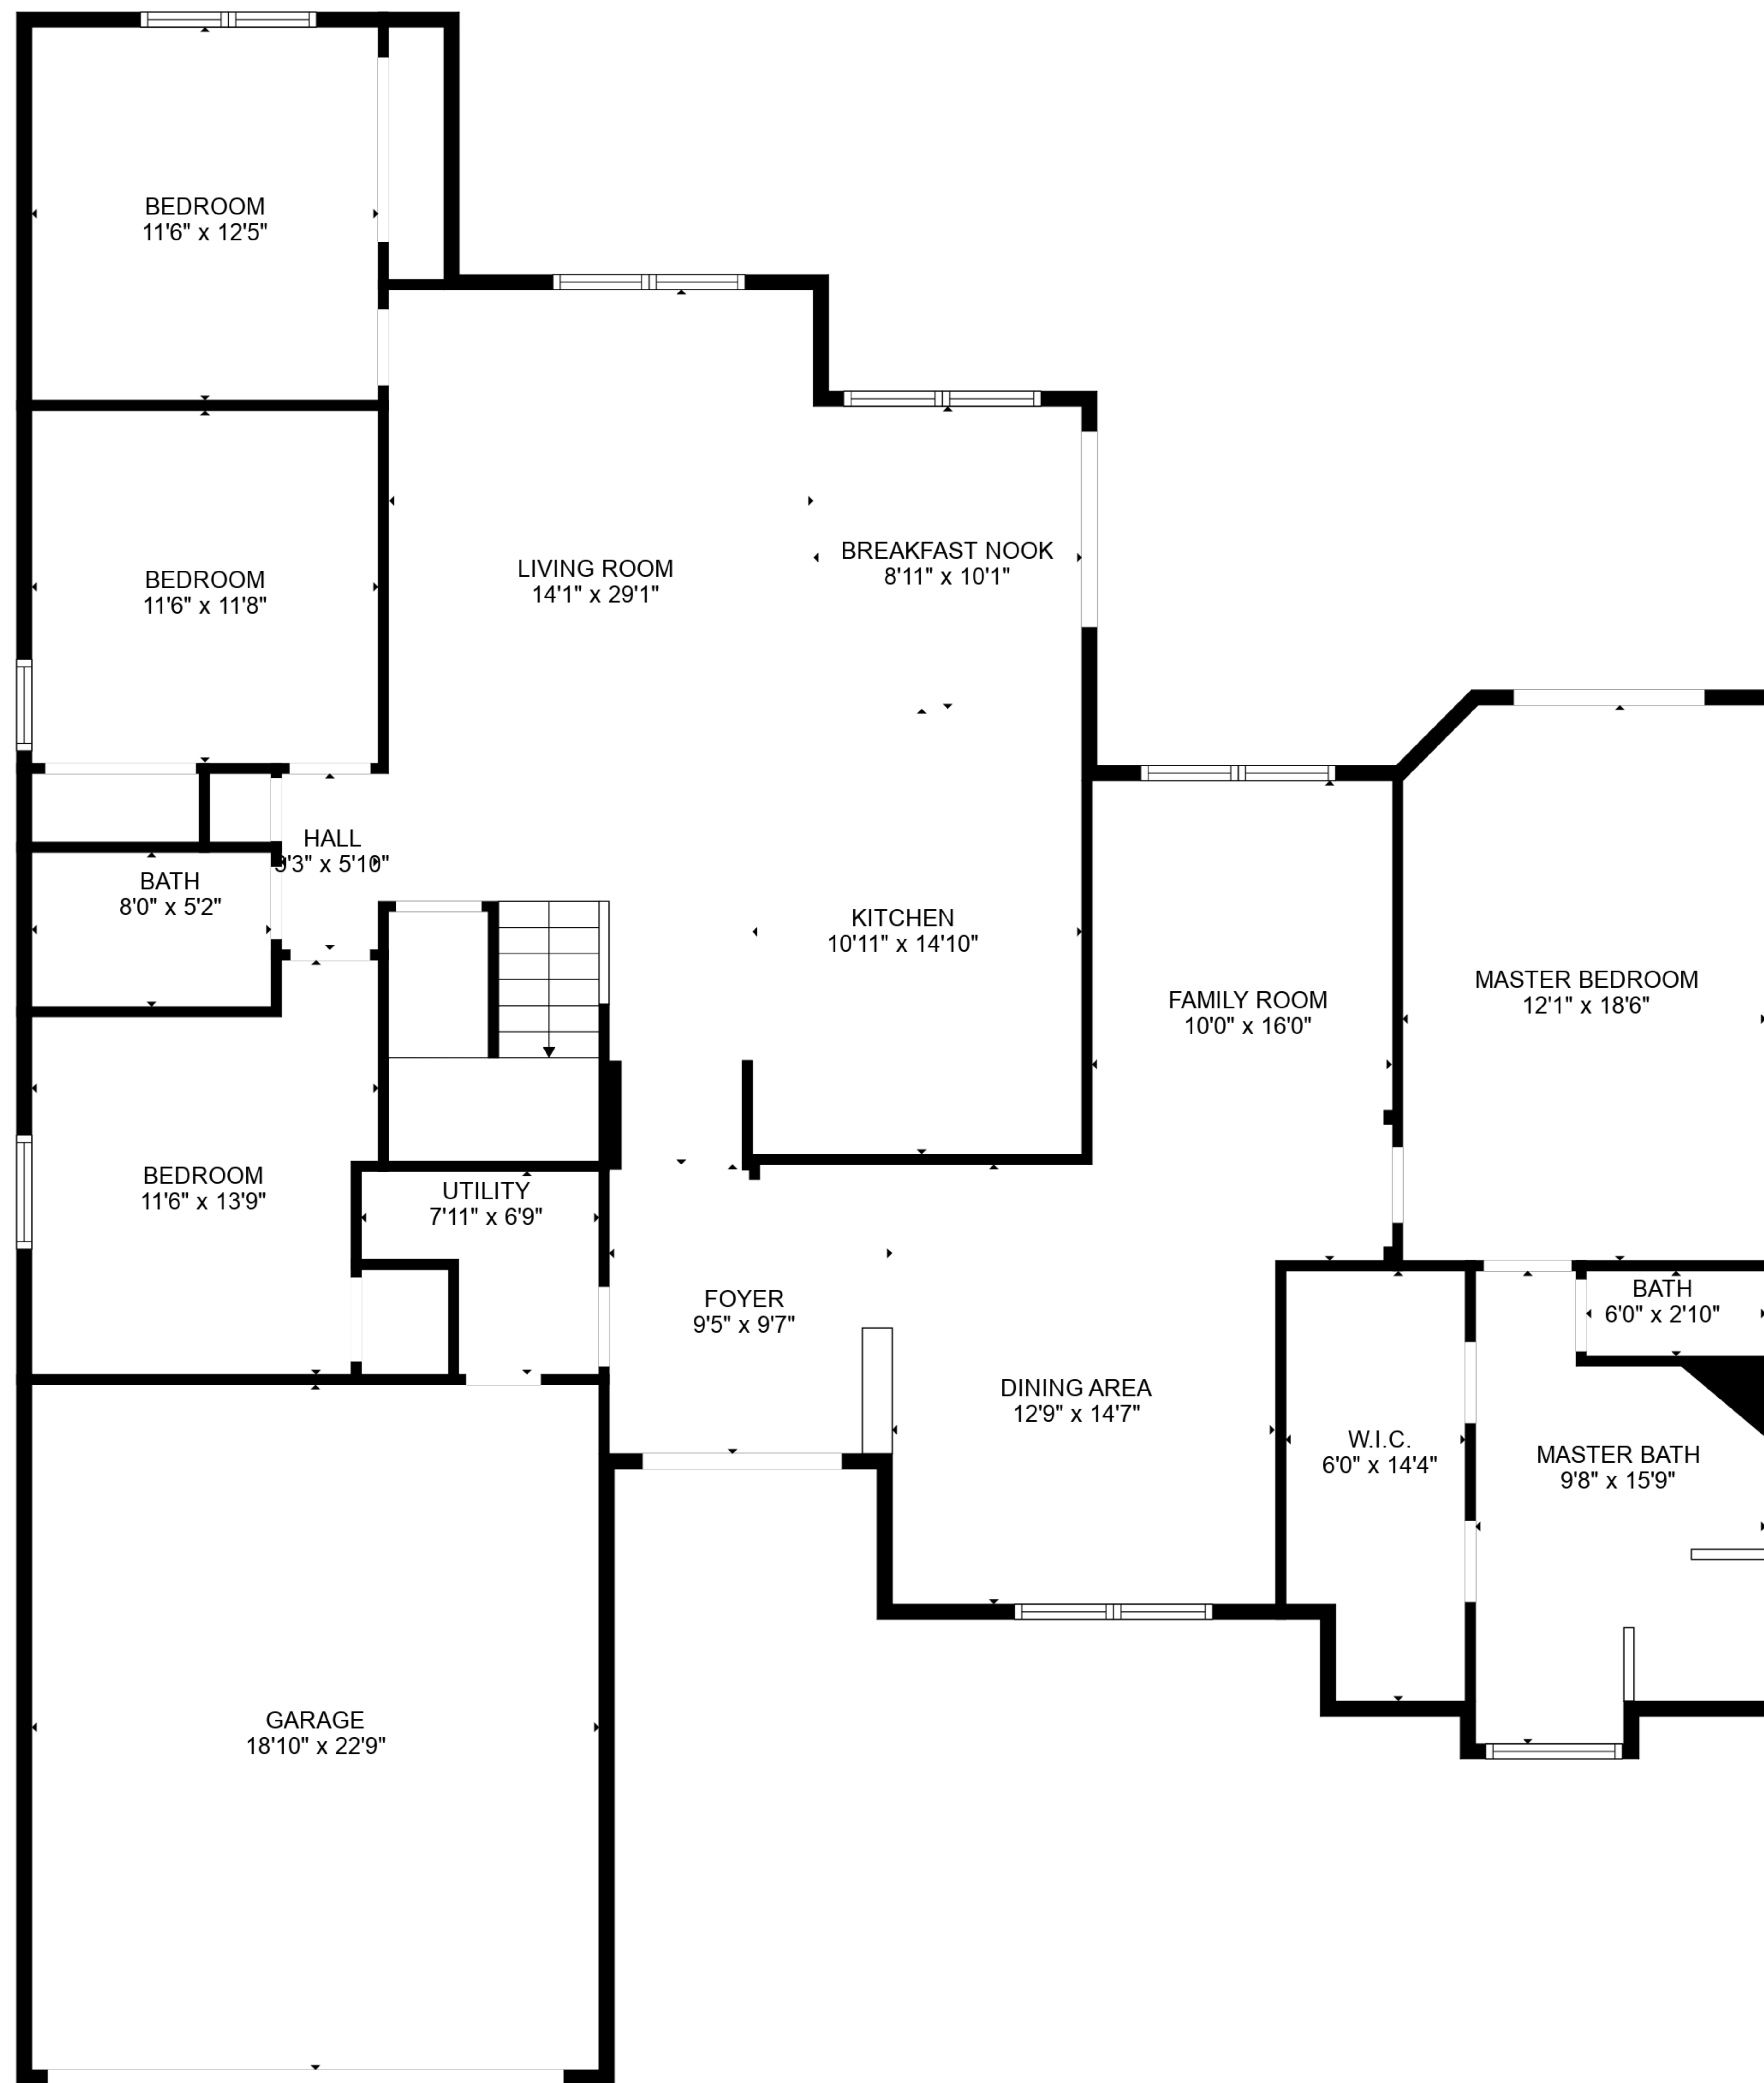 BEDROOM
11'6" x 12'5"
BEDROOM
11'6" x 11'8"
LIVING ROOM
14'1" x 29'1"
BREAKFAST NOOK
8'11" x 10'1"
HALL
3'3" x 5'10"
BATH
8'0" x 5'2"
KITCHEN
10'11" x 14'10"
FAMILY ROOM
10'0" x 16'0"
MASTER BEDROOM
12'1" x 18'6"
BEDROOM
11'6" x 13'9"
UTILITY
7'11" x 6'9"
FOYER
9'5" x 9'7"
BATH
6'0" x 2'10"
DINING AREA
12'9" x 14'7"
W.I.C.
6'0" x 14'4"
MASTER BATH
9'8" x 15'9"
GARAGE
18'10" x 22'9"